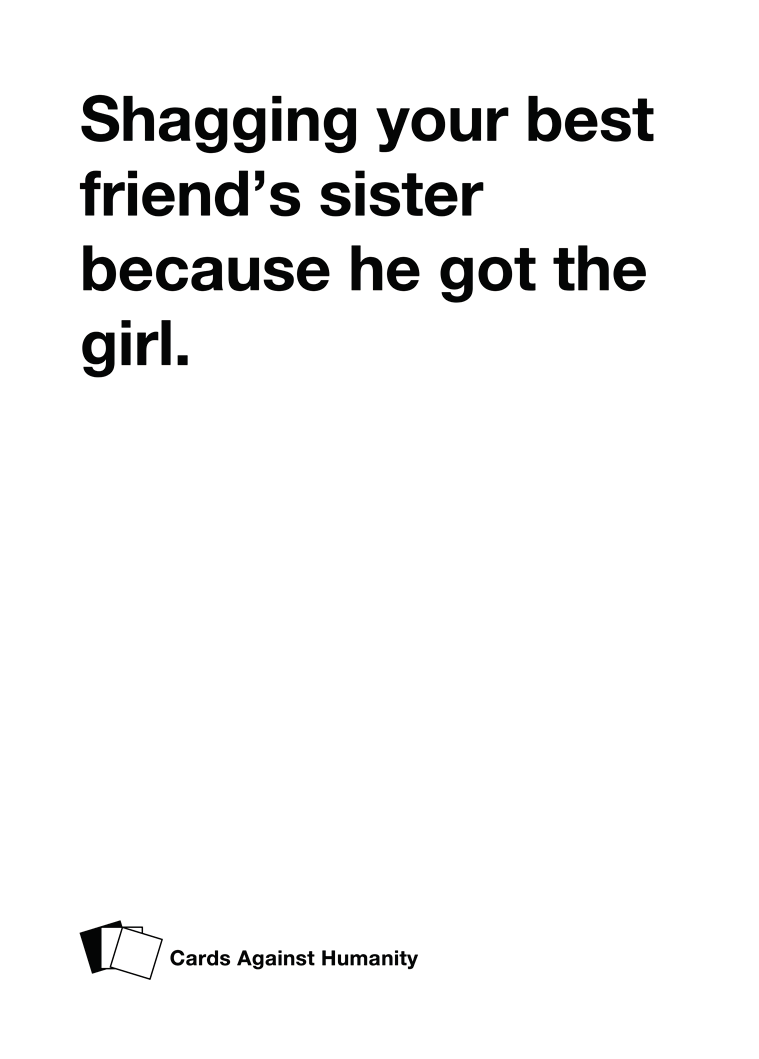 Shagging your best
friend’s sister
because he got the
girl.
Cards Against Humanity